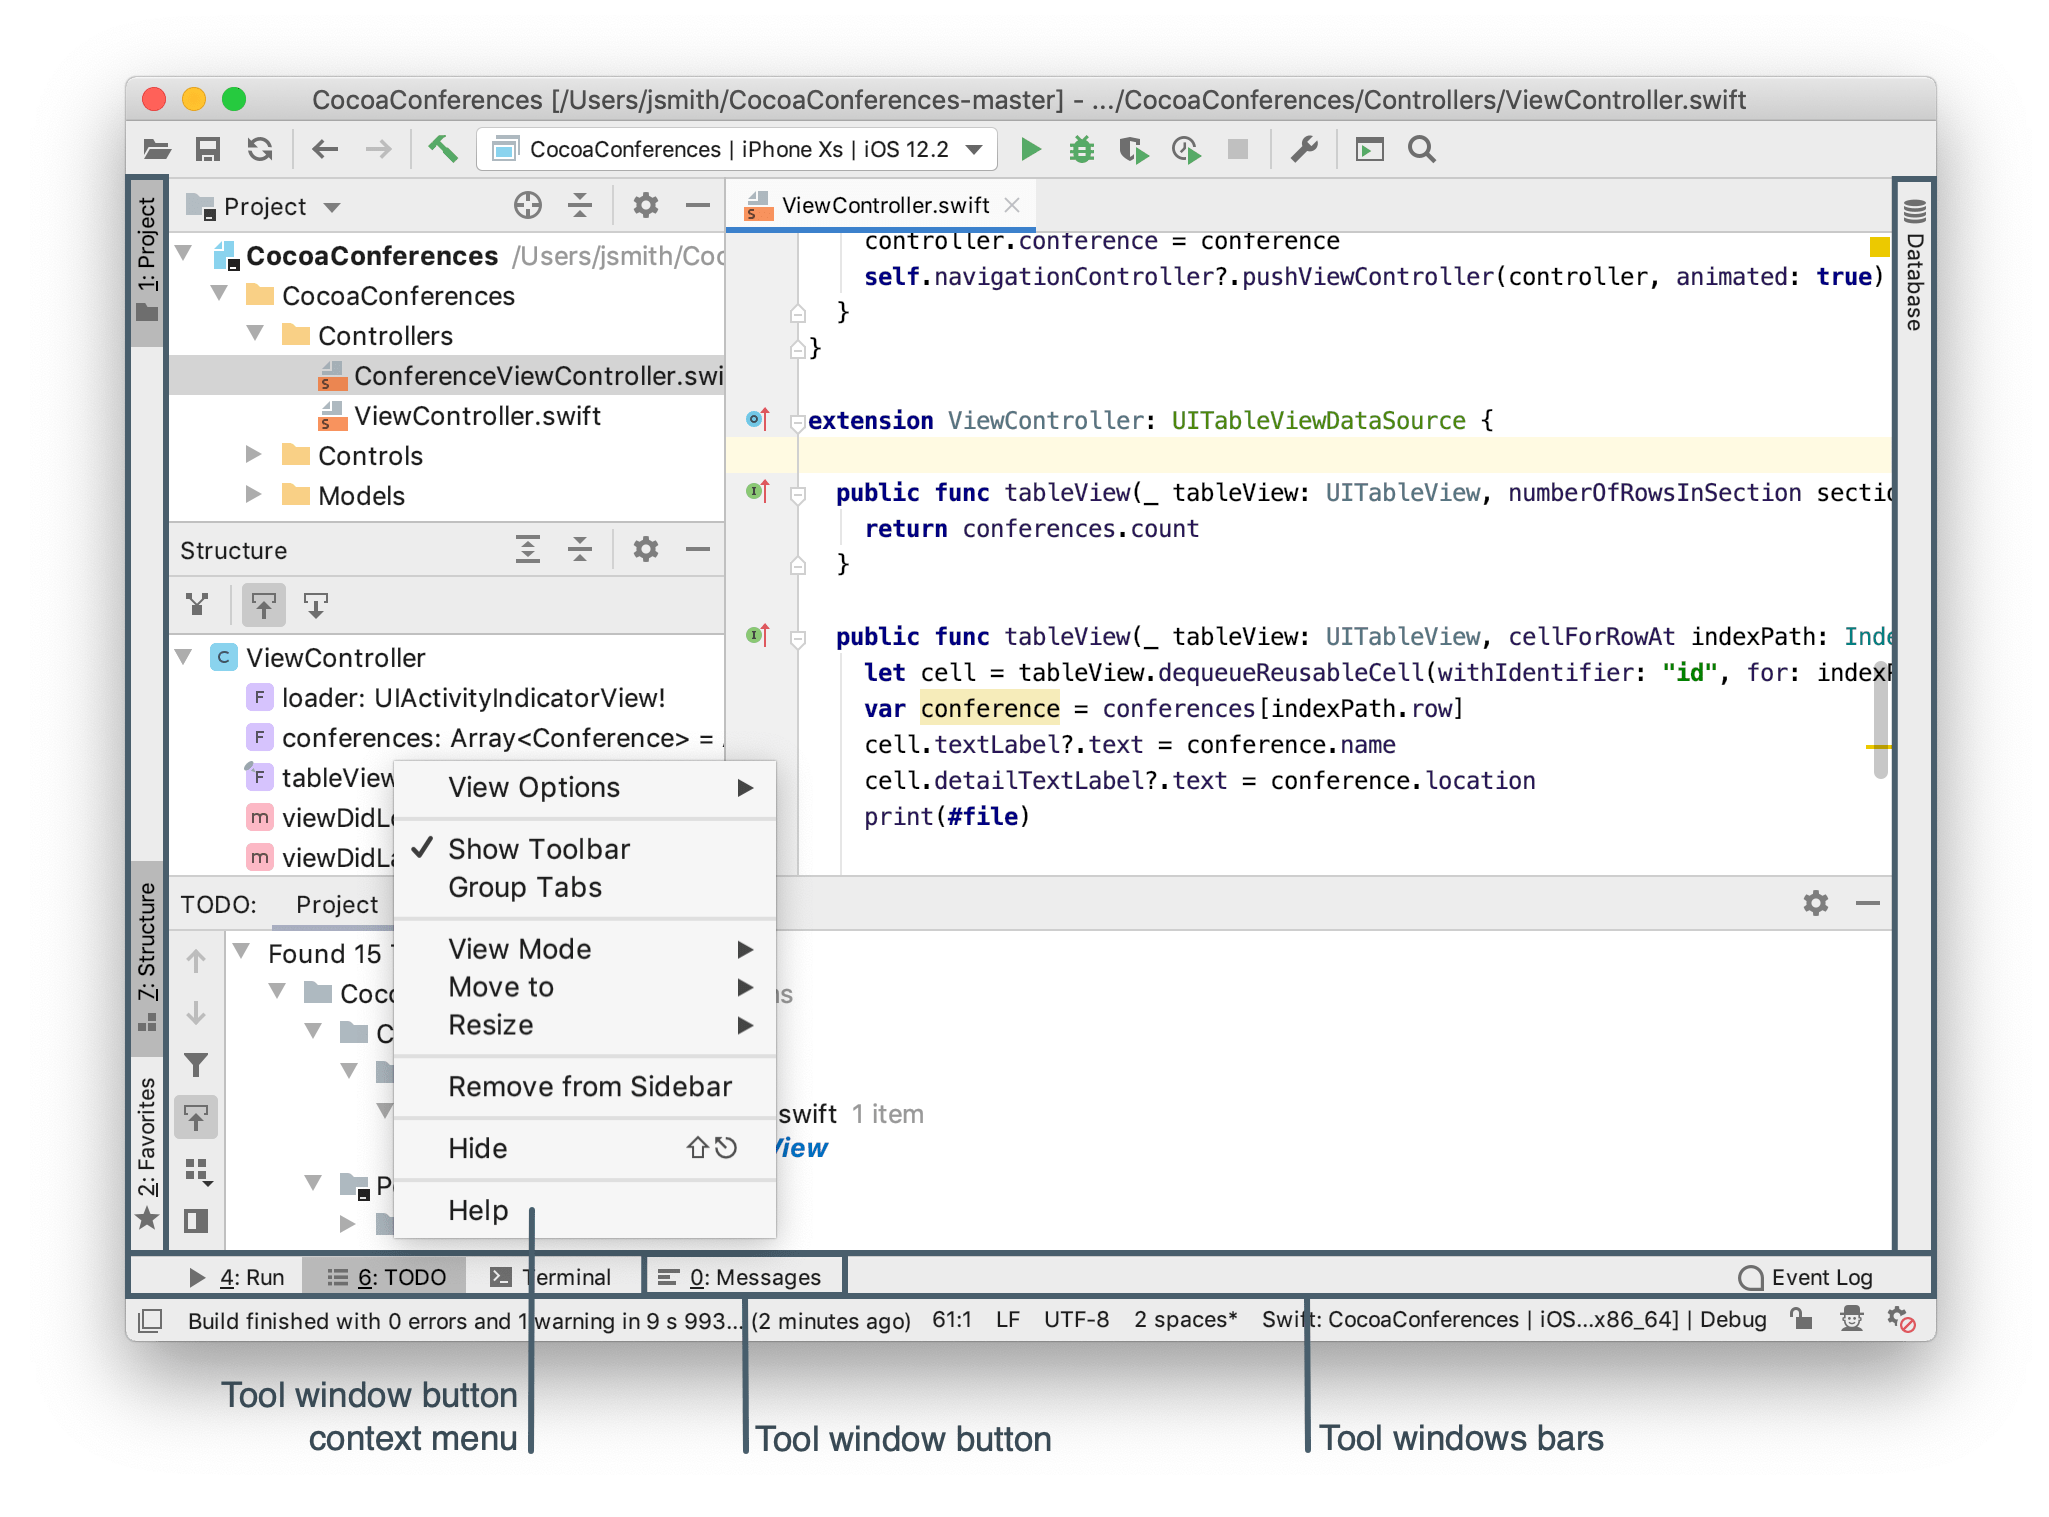 CocoaConferences [/Users/jsmith/CocoaConferences-master] - .../CocoaConferences/Controllers/ViewController.swift
CocoaConferences | iPhone Xs | iOS 12.2
1: Project
Project
CocoaConferences /Users/jsmith/Coc
CocoaConferences
Controllers
ConferenceViewController.swi
ViewController.swift
Controls
Models
Structure
ViewController
loader: UIActivityIndicatorView!
conferences: Array<Conference> =
tableView
viewDidL
viewDidLa
ViewController.swift
controller.conference = conference
self.navigationController?.pushViewController(controller, animated: true)
}
}
extension ViewController: UITableViewDataSource {
public func tableView(_ tableView: UITableView, numberOfRowsInSection sectio
return conferences.count
}
public func tableView(_ tableView: UITableView, cellForRowAt indexPath: Inde
let cell = tableView.dequeueReusableCell(withIdentifier: "id", for: indexP
var conference = conferences[indexPath.row]
cell.textLabel?.text = conference.name
cell.detailTextLabel?.text = conference.location
print(#file)
Database
7: Structure
2: Favorites
TODO: Project
Found 15
Coco
C
swift 1 item
View
P
View Options
Show Toolbar
Group Tabs
View Mode
Move to
Resize
Remove from Sidebar
Hide ⇧⎋
Help
4: Run
6: TODO
Terminal
0: Messages
Event Log
Build finished with 0 errors and 1 warning in 9 s 993... (2 minutes ago) 61:1 LF UTF-8 2 spaces* Swift: CocoaConferences | iOS...x86_64] | Debug
Tool window button
context menu
Tool window button
Tool windows bars